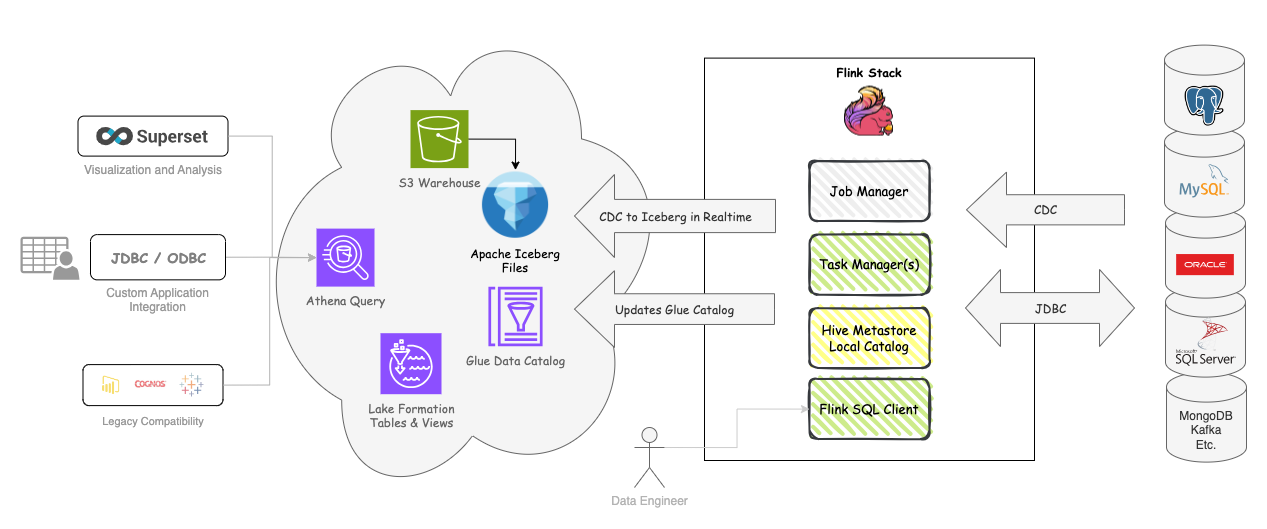 Superset
Visualization and Analysis
JDBC / ODBC
Custom Application
Integration
COGNOS
Legacy Compatibility
S3 Warehouse
Apache Iceberg
Files
Athena Query
Glue Data Catalog
Lake Formation
Tables & Views
CDC to Iceberg in Realtime
Updates Glue Catalog
Flink Stack
Job Manager
Task Manager(s)
Hive Metastore
Local Catalog
Flink SQL Client
Data Engineer
CDC
JDBC
MySQL
ORACLE
Microsoft
SQL Server
MongoDB
Kafka
Etc.